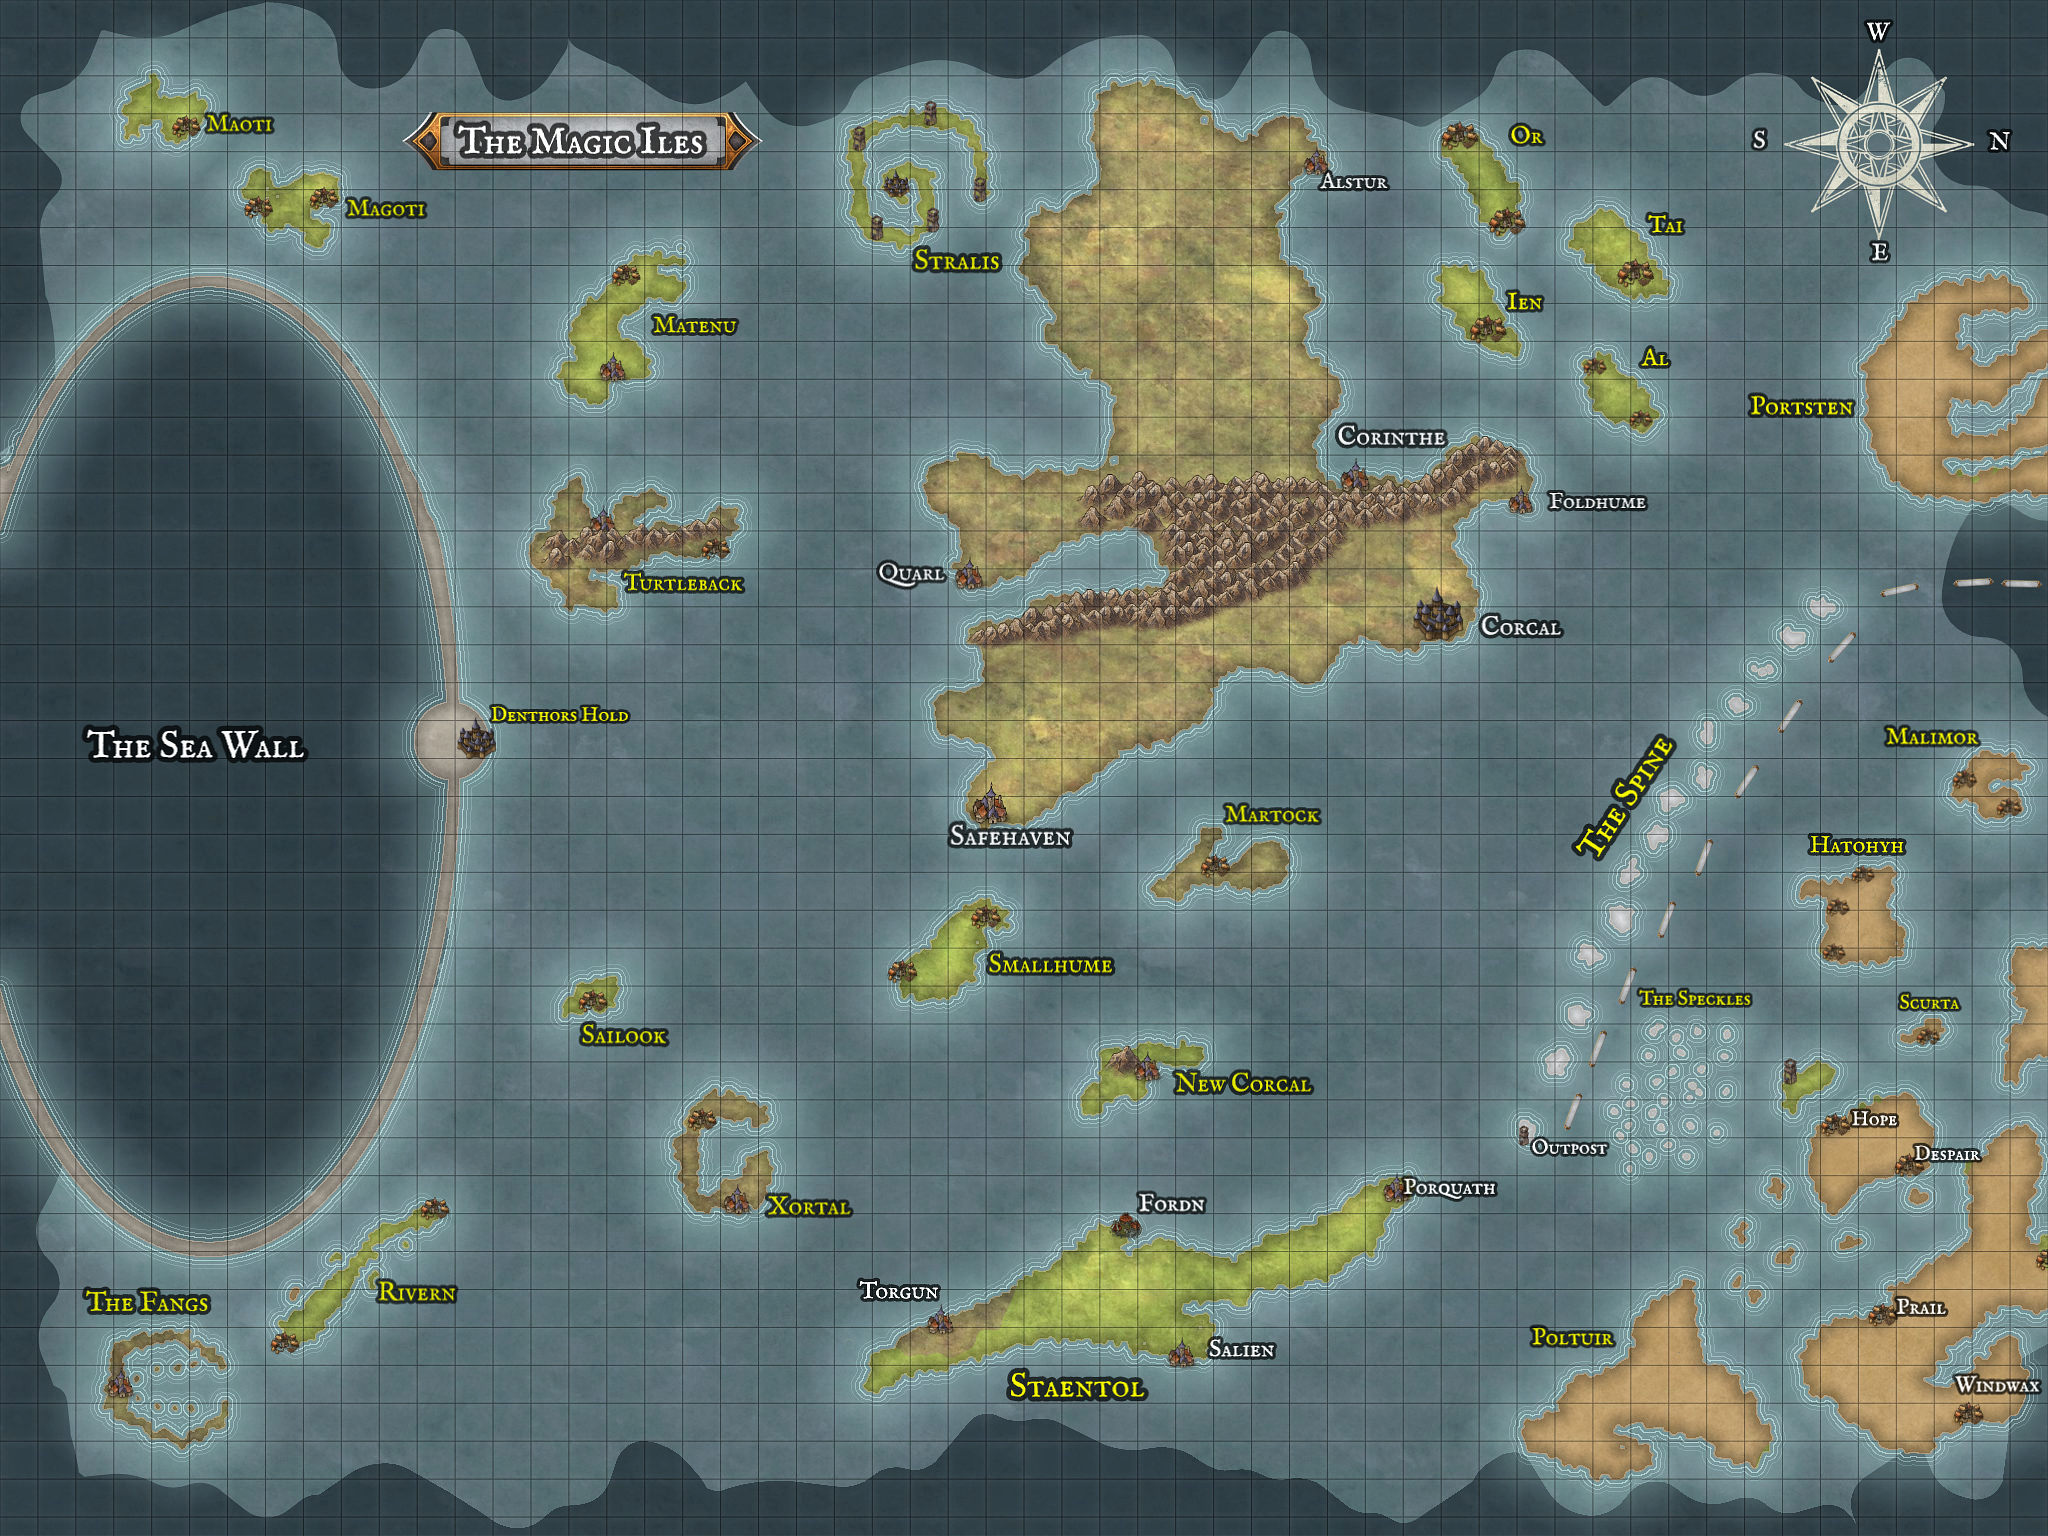 W
S
N
E
Maoti
The Magic Iles
Or
Alstur
Magoti
Tai
Stralis
Ien
Matenu
Al
Portsten
Corinthe
Foldhume
Quarl
Turtleback
Corcal
Denthors Hold
The Sea Wall
Malimor
The Spine
Martock
Safehaven
Hatohyh
Smallhume
The Speckles
Scurta
Sailook
New Corcal
Hope
Outpost
Despair
Porquath
Fordn
Xortal
Torgun
Rivern
The Fangs
Prail
Poltuir
Salien
Staentol
Windwax